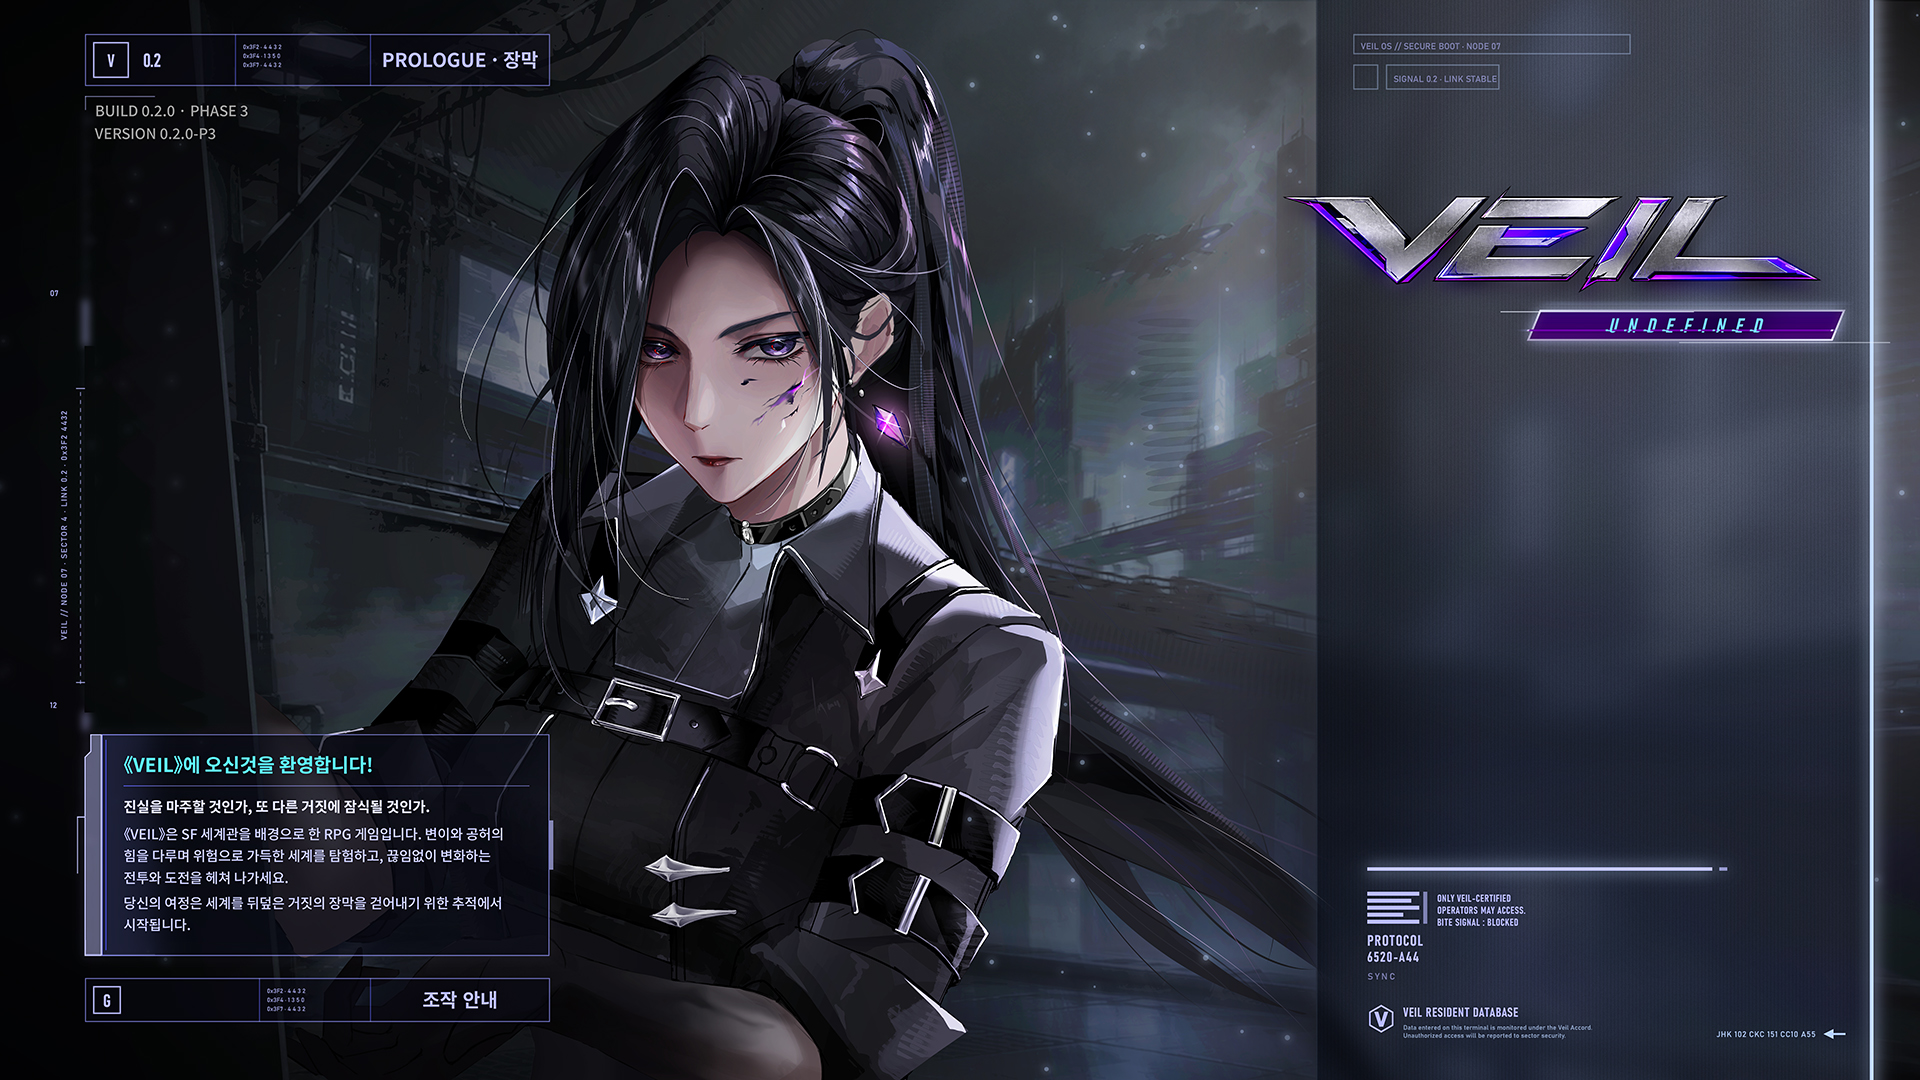 V
0.2
0x3F2 · 4 4 3 2
0x3F4 · 1 3 5 0
0x3F7 · 4 4 3 2
PROLOGUE · 장막
BUILD 0.2.0 · PHASE 3
VERSION 0.2.0-P3
07
VEIL // NODE 07 · SECTOR 4 · LINK 0.2 · 0x3F2 4432
12
《VEIL》에 오신것을 환영합니다!
진실을 마주할 것인가, 또 다른 거짓에 잠식될 것인가.
《VEIL》은 SF 세계관을 배경으로 한 RPG 게임입니다. 변이와 공허의
힘을 다루며 위험으로 가득한 세계를 탐험하고, 끊임없이 변화하는
전투와 도전을 헤쳐 나가세요.
당신의 여정은 세계를 뒤덮은 거짓의 장막을 걷어내기 위한 추적에서
시작됩니다.
G
0x3F2 · 4 4 3 2
0x3F4 · 1 3 5 0
0x3F7 · 4 4 3 2
조작 안내
VEIL OS // SECURE BOOT · NODE 07
SIGNAL 0.2 · LINK STABLE
VEIL
UNDEFINED
ONLY VEIL-CERTIFIED
OPERATORS MAY ACCESS.
BITE SIGNAL : BLOCKED
PROTOCOL
6520-A44
SYNC
VEIL RESIDENT DATABASE
Data entered on this terminal is monitored under the Veil Accord.
Unauthorized access will be reported to sector security.
JHK 102 CKC 151 CC10 A55